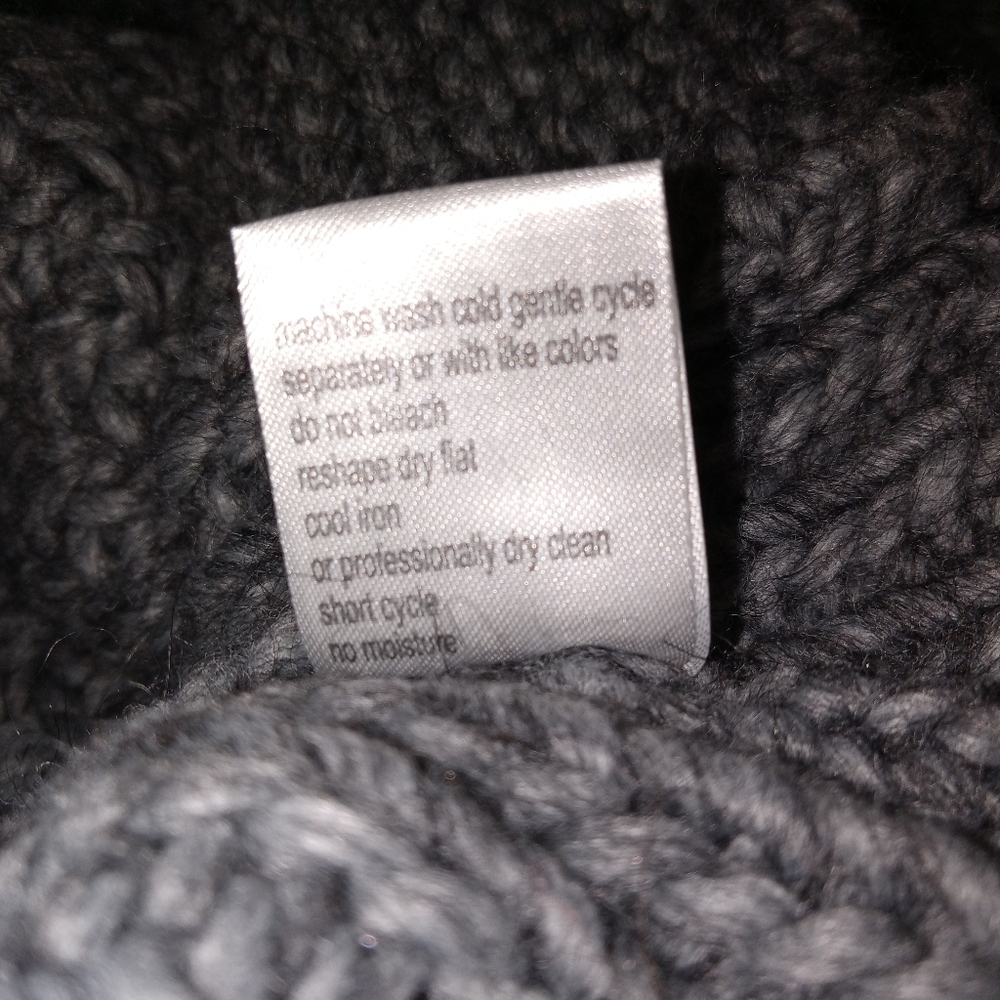 machine wash cold gentle cycle
separately or with like colors
do not bleach
reshape dry flat
cool iron
or professionally dry clean
short cycle
no moisture